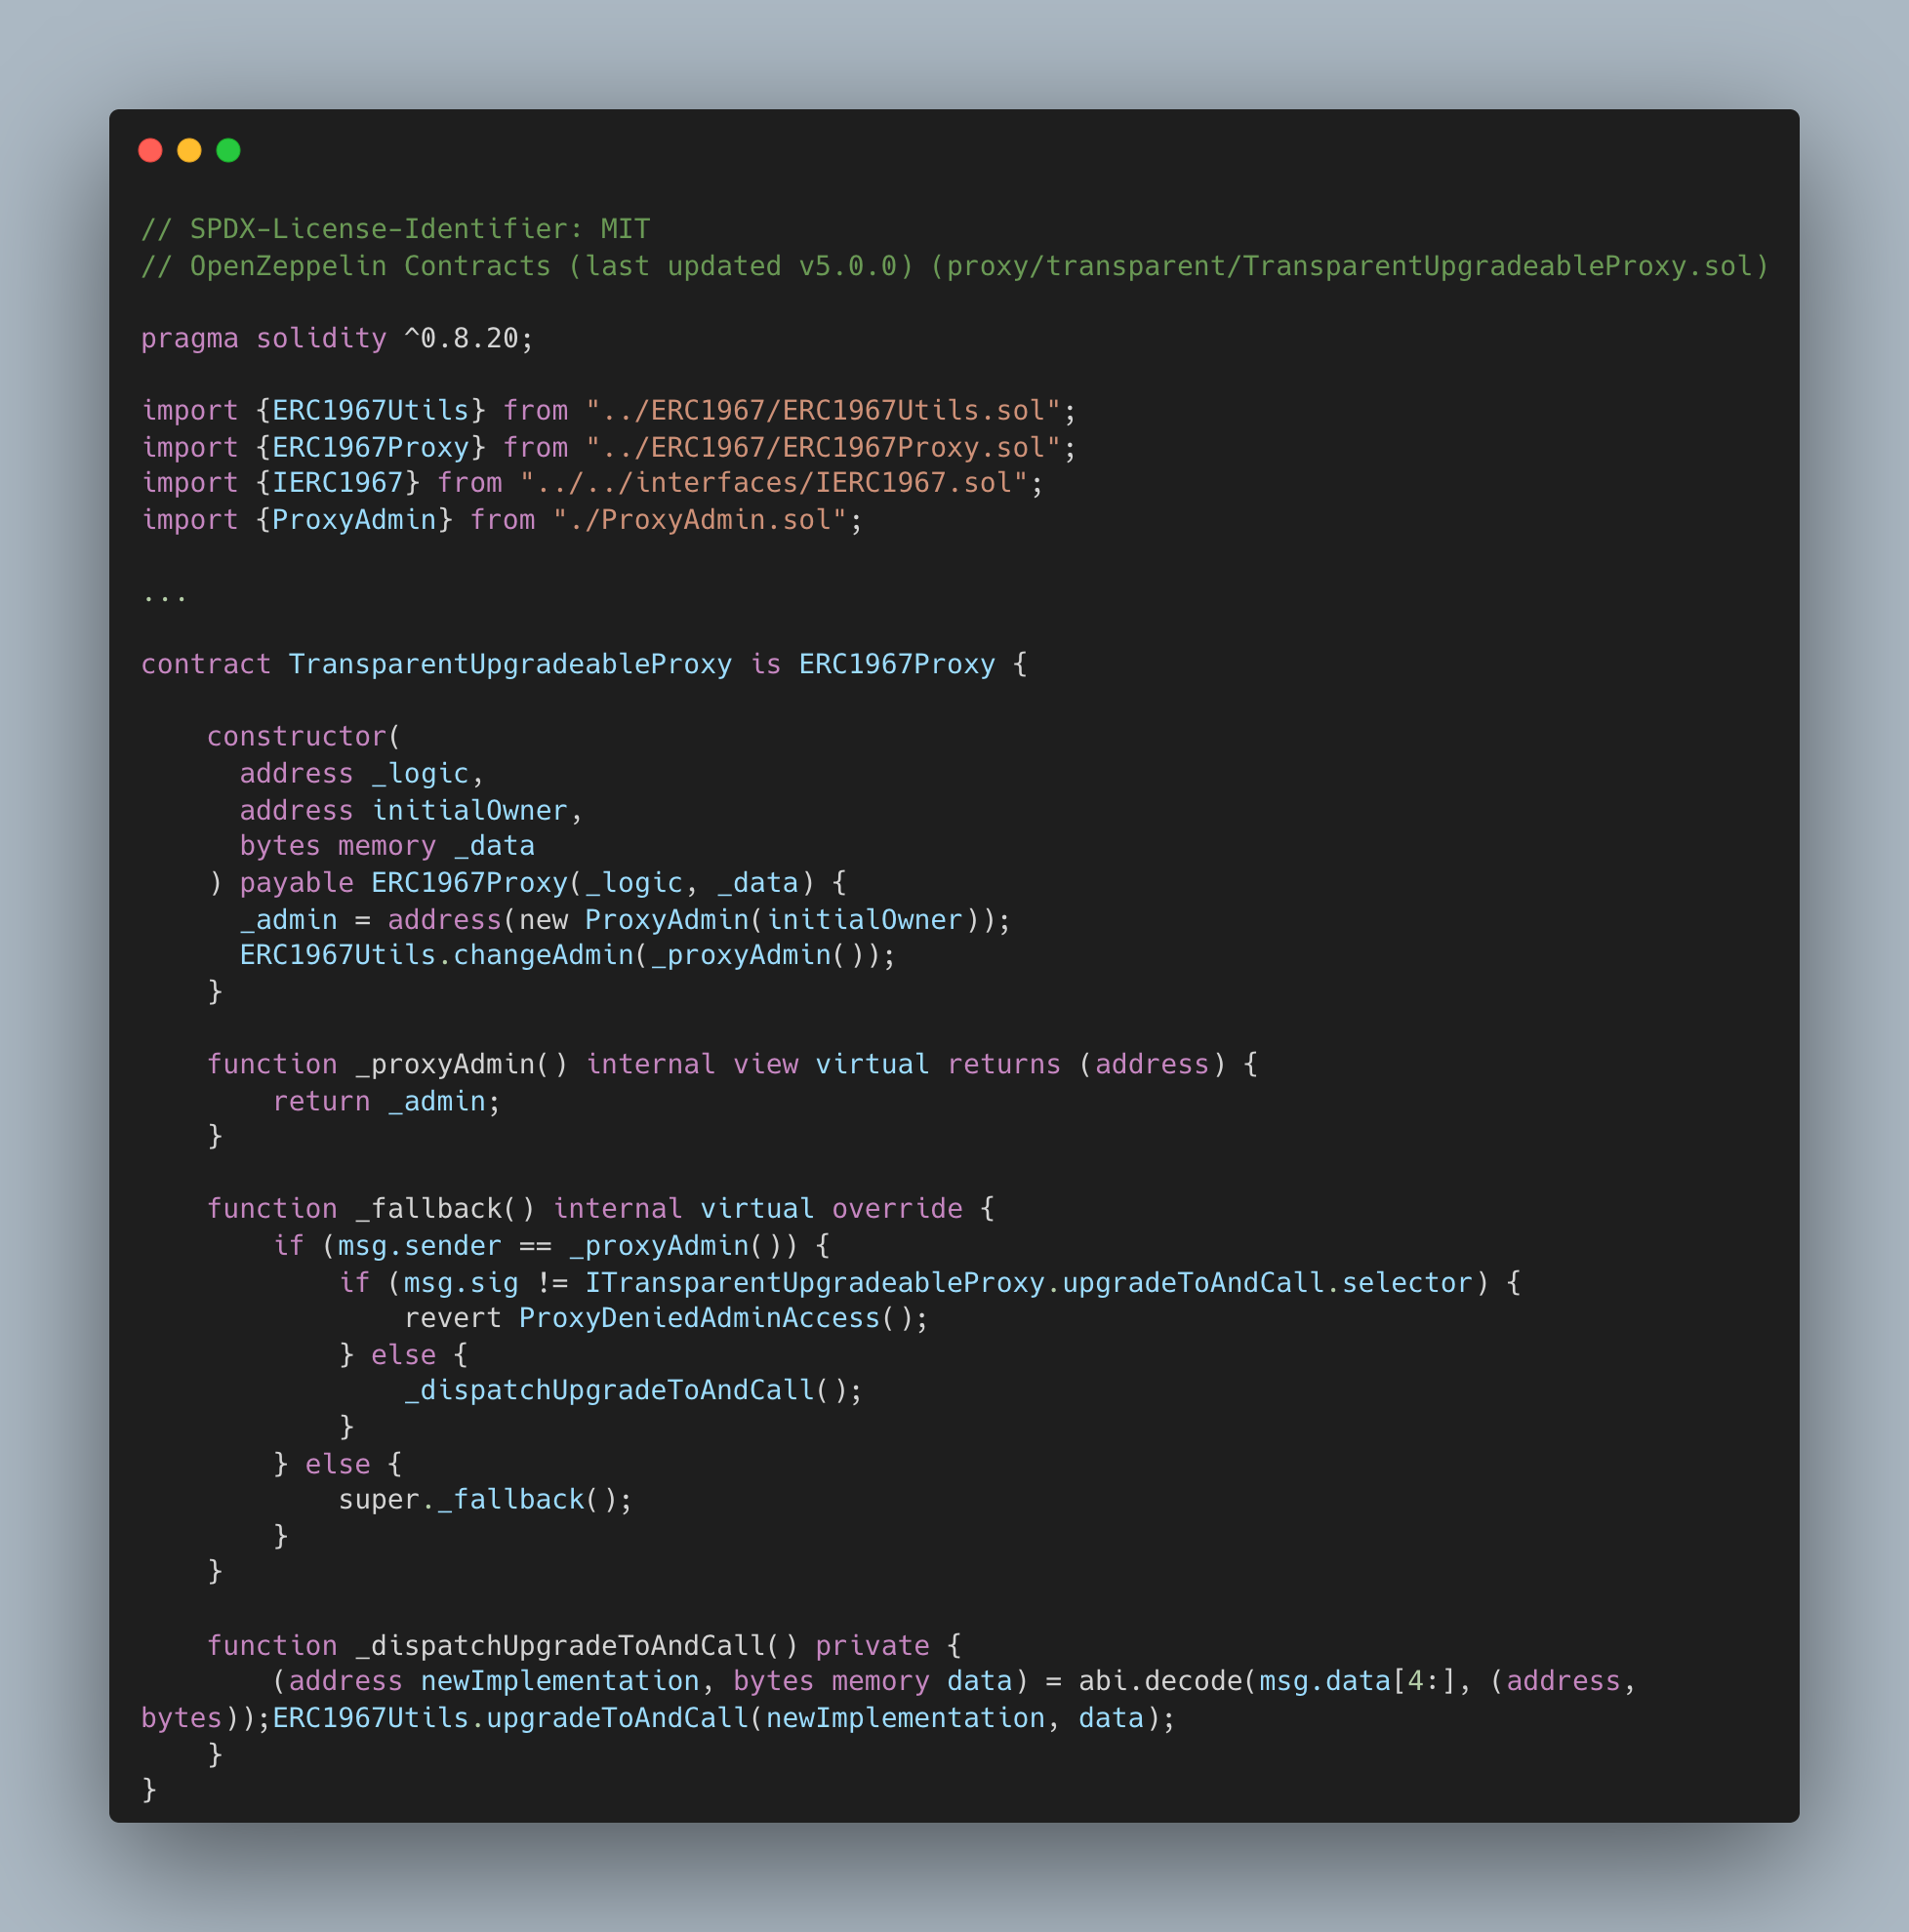 // SPDX-License-Identifier: MIT
// OpenZeppelin Contracts (last updated v5.0.0) (proxy/transparent/TransparentUpgradeableProxy.sol)

pragma solidity ^0.8.20;

import {ERC1967Utils} from "../ERC1967/ERC1967Utils.sol";
import {ERC1967Proxy} from "../ERC1967/ERC1967Proxy.sol";
import {IERC1967} from "../../interfaces/IERC1967.sol";
import {ProxyAdmin} from "./ProxyAdmin.sol";

...

contract TransparentUpgradeableProxy is ERC1967Proxy {

    constructor(
      address _logic,
      address initialOwner,
      bytes memory _data
    ) payable ERC1967Proxy(_logic, _data) {
      _admin = address(new ProxyAdmin(initialOwner));
      ERC1967Utils.changeAdmin(_proxyAdmin());
    }

    function _proxyAdmin() internal view virtual returns (address) {
        return _admin;
    }

    function _fallback() internal virtual override {
        if (msg.sender == _proxyAdmin()) {
            if (msg.sig != ITransparentUpgradeableProxy.upgradeToAndCall.selector) {
                revert ProxyDeniedAdminAccess();
            } else {
                _dispatchUpgradeToAndCall();
            }
        } else {
            super._fallback();
        }
    }

    function _dispatchUpgradeToAndCall() private {
        (address newImplementation, bytes memory data) = abi.decode(msg.data[4:], (address,
bytes));ERC1967Utils.upgradeToAndCall(newImplementation, data);
    }
}